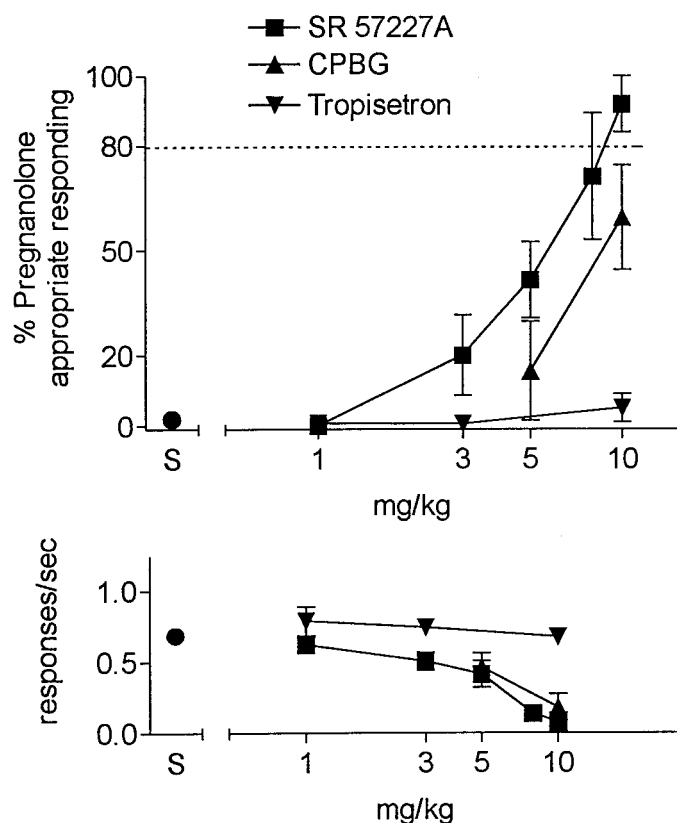 SR 57227A
CPBG
Tropisetron
% Pregnanolone
appropriate responding
100
80
50
20
0
S
1
3
5
10
mg/kg
responses/sec
1.0
0.5
0.0
S
1
3
5
10
mg/kg